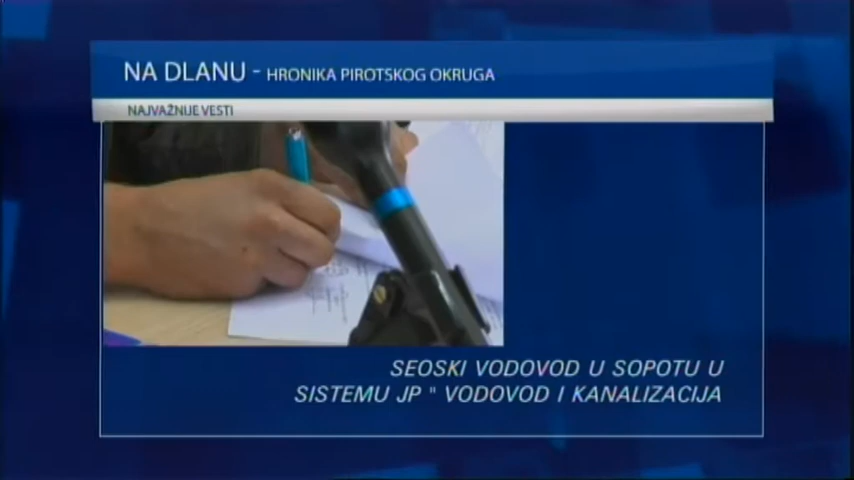 NA DLANU - HRONIKA PIROTSKOG OKRUGA
NAJVAŽNIJE VESTI
SEOSKI VODOVOD U SOPOTU U
SISTEMU JP " VODOVOD I KANALIZACIJA